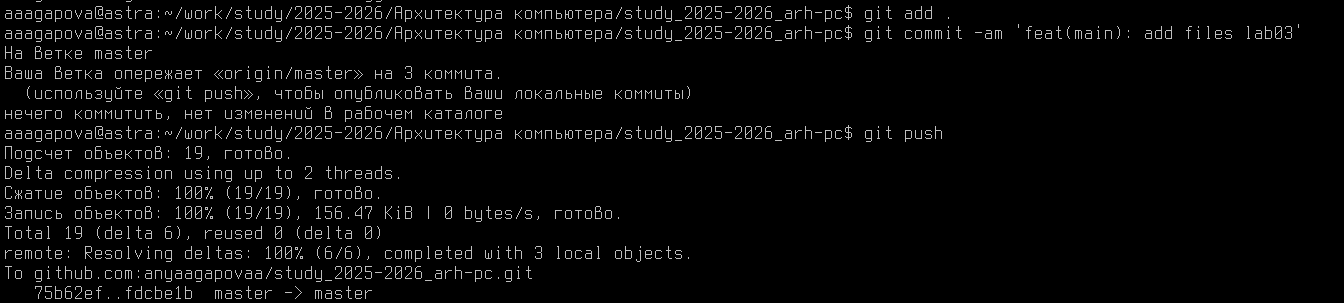 aaagapova@astra:~/work/study/2025-2026/Архитектура компьютера/study_2025-2026_arh-pc$ git add .
aaagapova@astra:~/work/study/2025-2026/Архитектура компьютера/study_2025-2026_arh-pc$ git commit -am 'feat(main): add files lab03'
На ветке master
Ваша ветка опережает «origin/master» на 3 коммита.
  (используйте «git push», чтобы опубликовать ваши локальные коммиты)
нечего коммитить, нет изменений в рабочем каталоге
aaagapova@astra:~/work/study/2025-2026/Архитектура компьютера/study_2025-2026_arh-pc$ git push
Подсчет объектов: 19, готово.
Delta compression using up to 2 threads.
Сжатие объектов: 100% (19/19), готово.
Запись объектов: 100% (19/19), 156.47 KiB | 0 bytes/s, готово.
Total 19 (delta 6), reused 0 (delta 0)
remote: Resolving deltas: 100% (6/6), completed with 3 local objects.
To github.com:anyaagapovaa/study_2025-2026_arh-pc.git
   75b62ef..fdcbe1b  master -> master